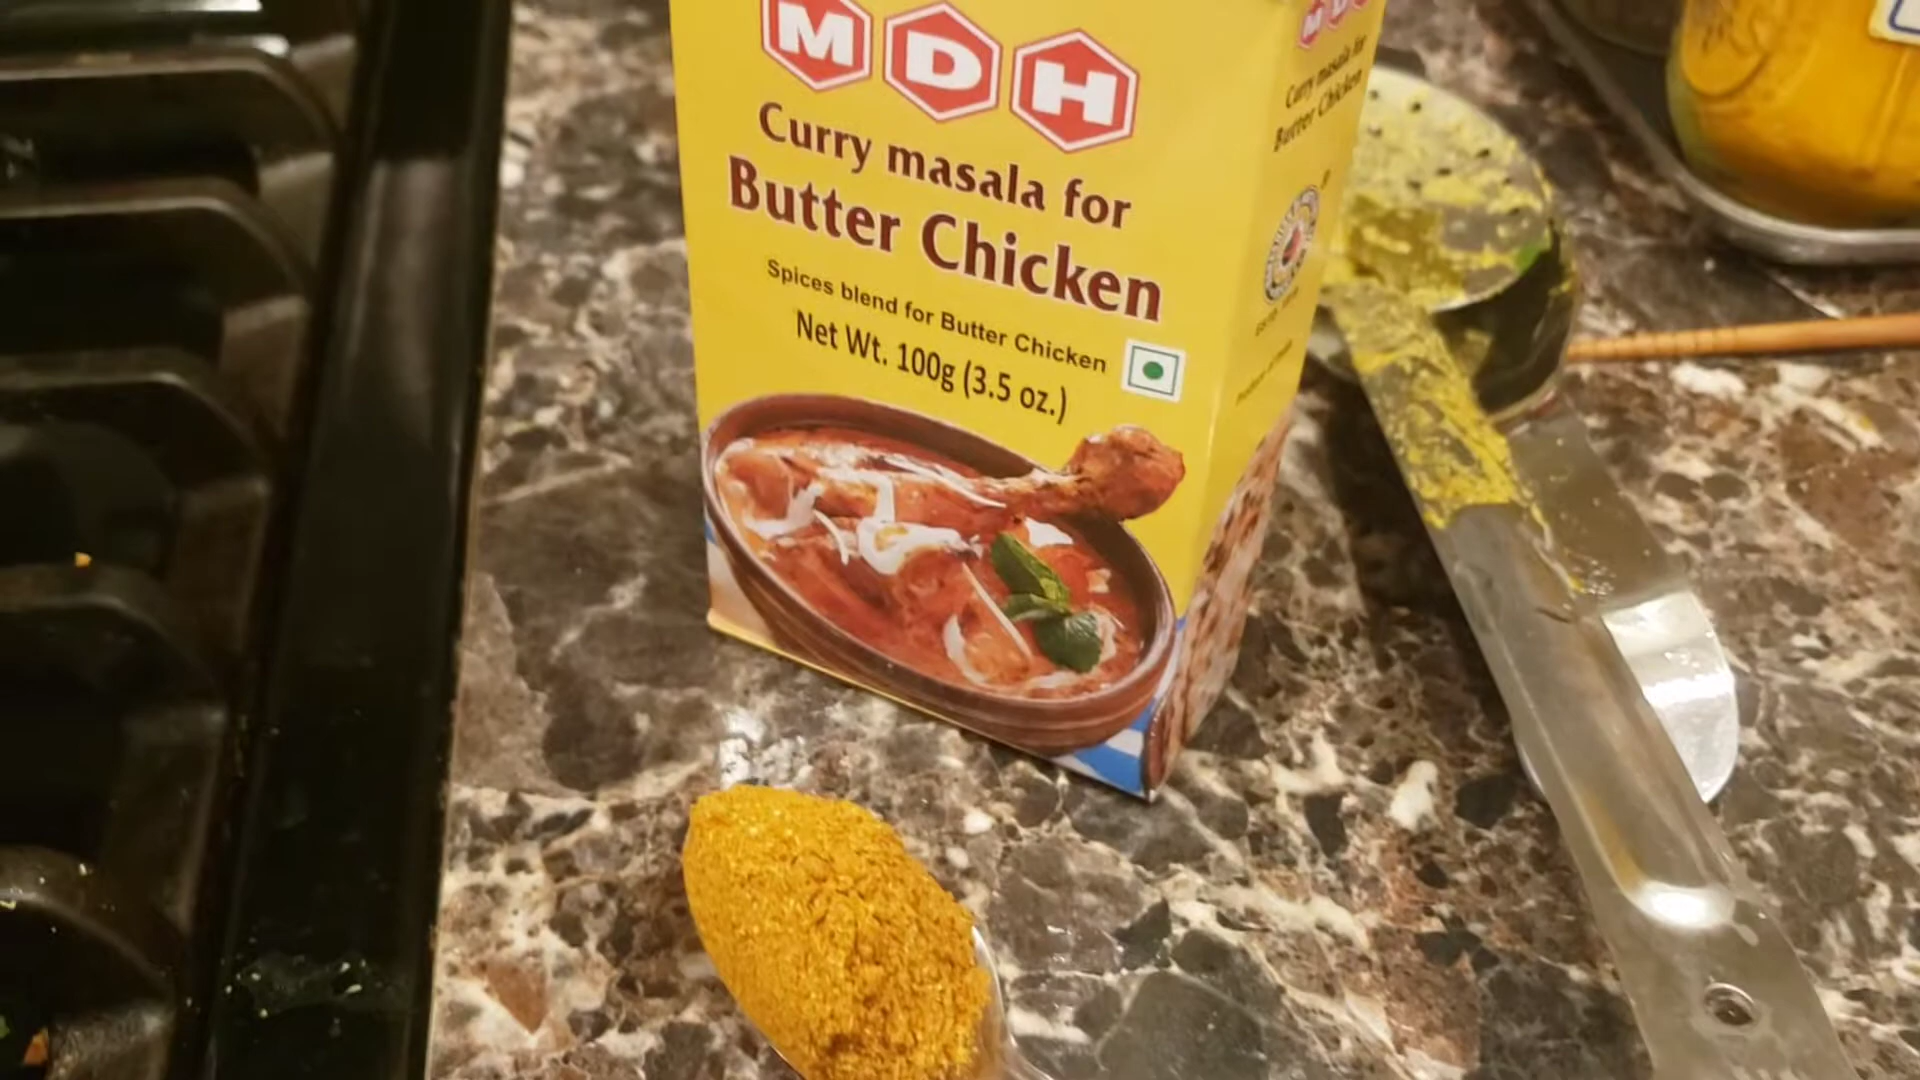 MDH
Curry masala for
Butter Chicken
Spices blend for Butter Chicken
Net Wt. 100g (3.5 oz.)
MDH
Curry masala for
Butter Chicken